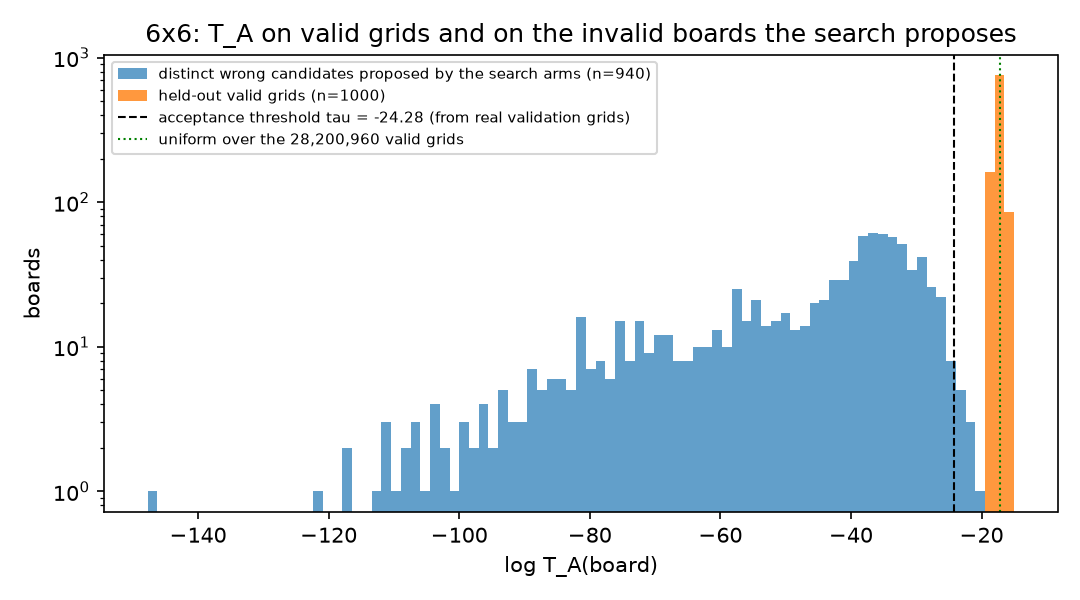 6x6: T_A on valid grids and on the invalid boards the search proposes
distinct wrong candidates proposed by the search arms (n=940)
held-out valid grids (n=1000)
acceptance threshold tau = -24.28 (from real validation grids)
uniform over the 28,200,960 valid grids
boards
10³
10²
10¹
10⁰
−140 −120 −100 −80 −60 −40 −20
log T_A(board)